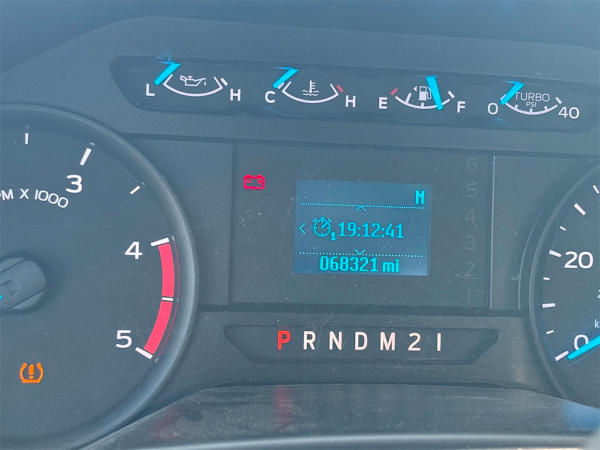 L H
C H
E F
0 TURBO 40
PSI
M X 1000
3
4
5
N
1 19:12:41
068321 mi
6
5
4
3
2
1
P R N D M 2 1
20
0